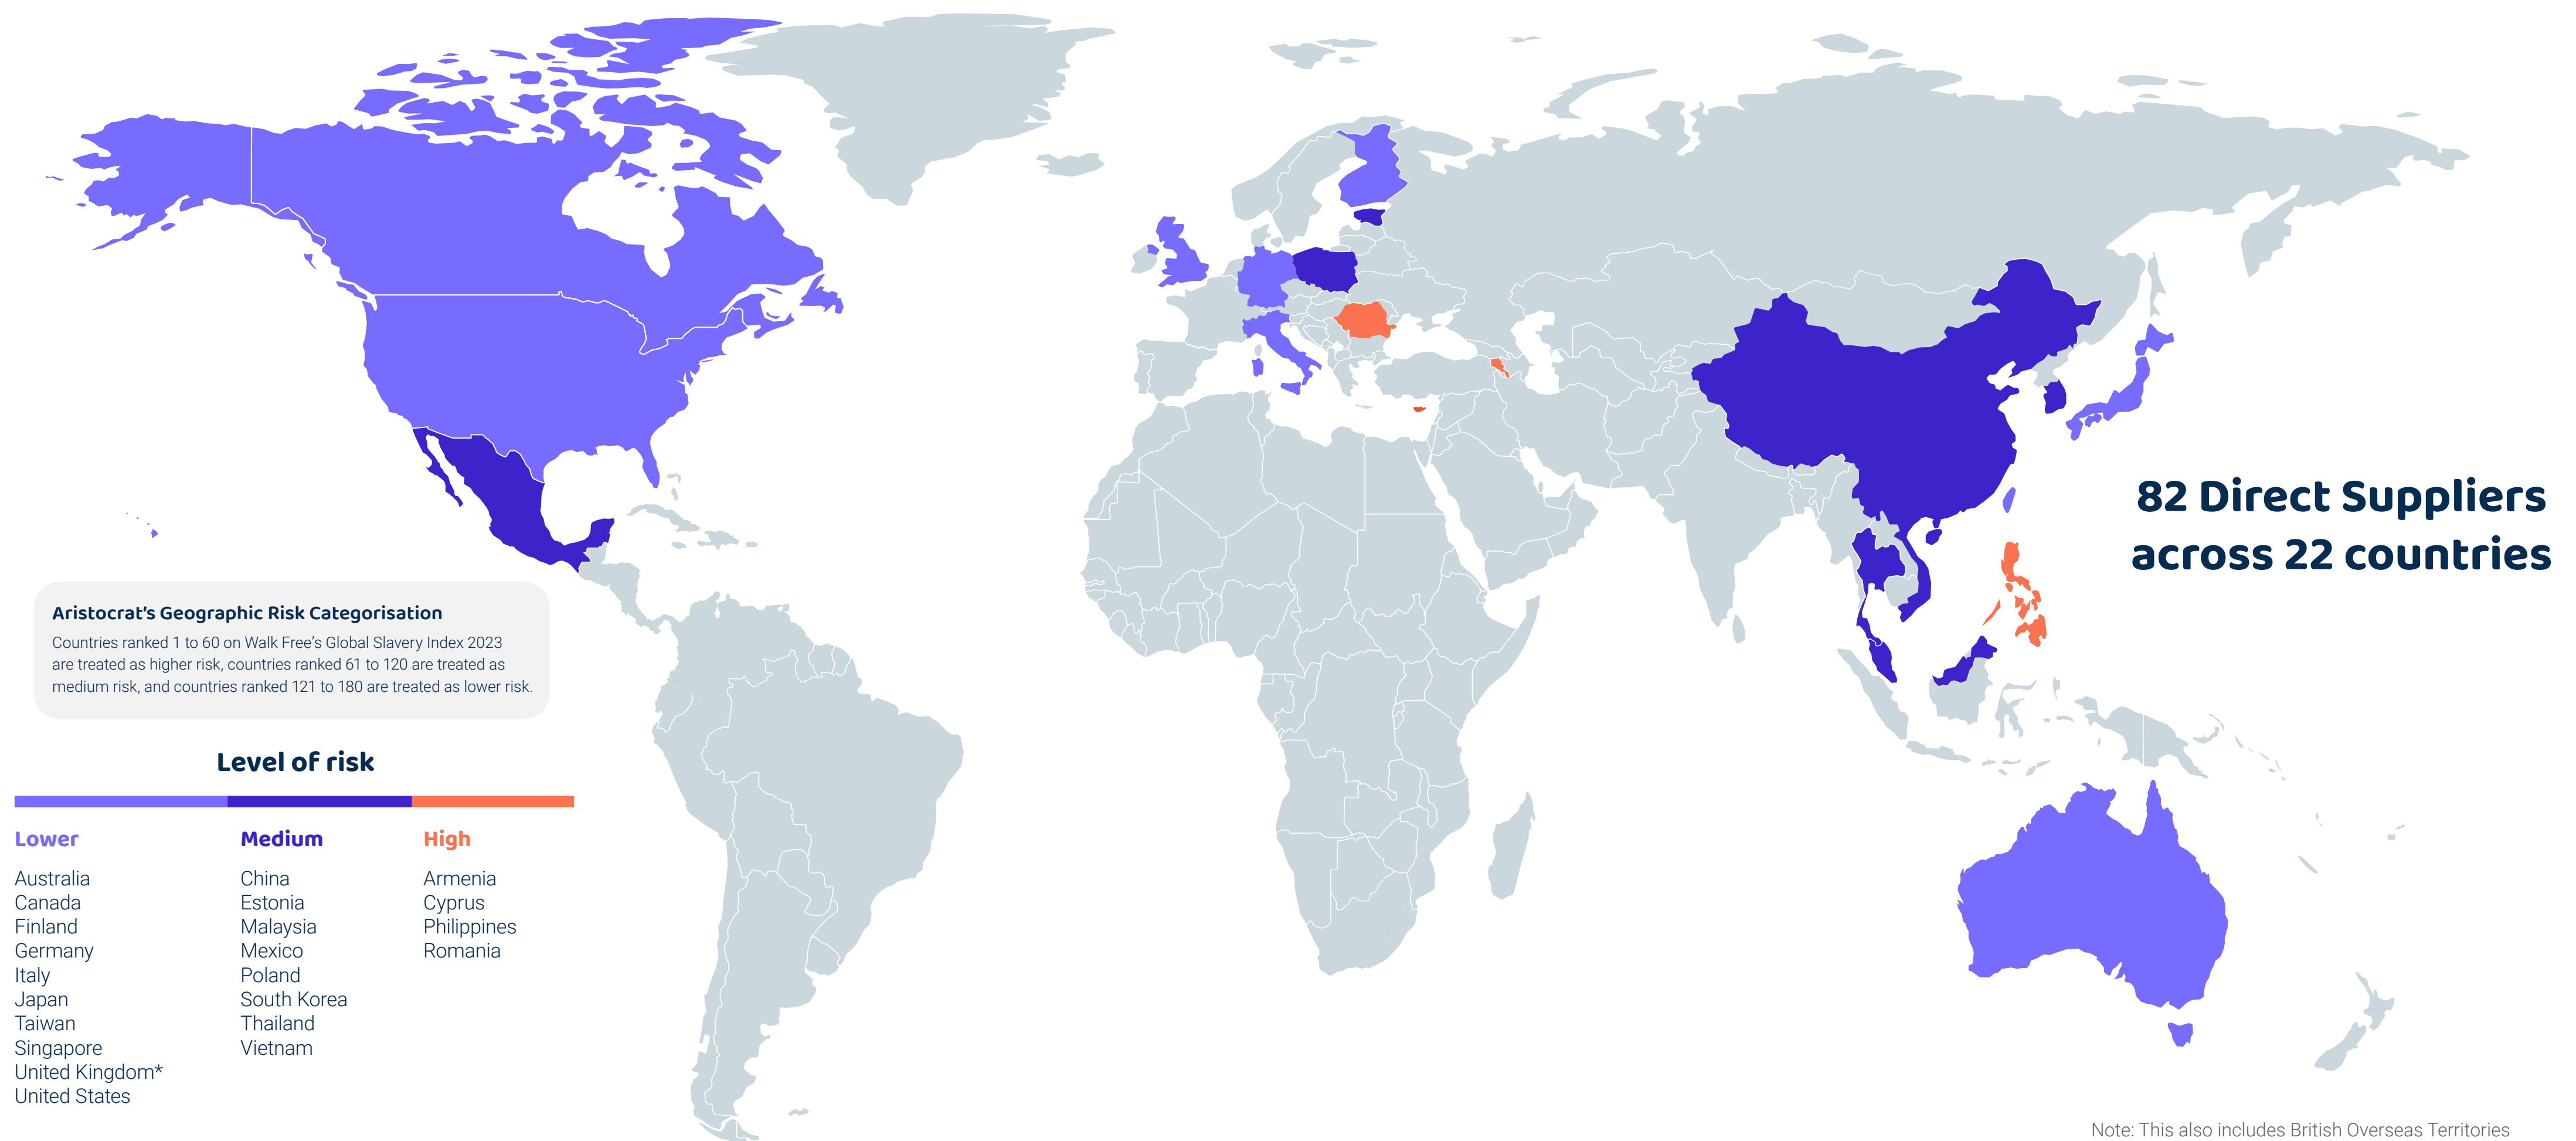 82 Direct Suppliers
across 22 countries
Aristocrat's Geographic Risk Categorisation
Countries ranked 1 to 60 on Walk Free's Global Slavery Index 2023
are treated as higher risk, countries ranked 61 to 120 are treated as
medium risk, and countries ranked 121 to 180 are treated as lower risk.
Level of risk
Lower
Australia
Canada
Finland
Germany
Italy
Japan
Taiwan
Singapore
United Kingdom*
United States
Medium
China
Estonia
Malaysia
Mexico
Poland
South Korea
Thailand
Vietnam
High
Armenia
Cyprus
Philippines
Romania
Note: This also includes British Overseas Territories